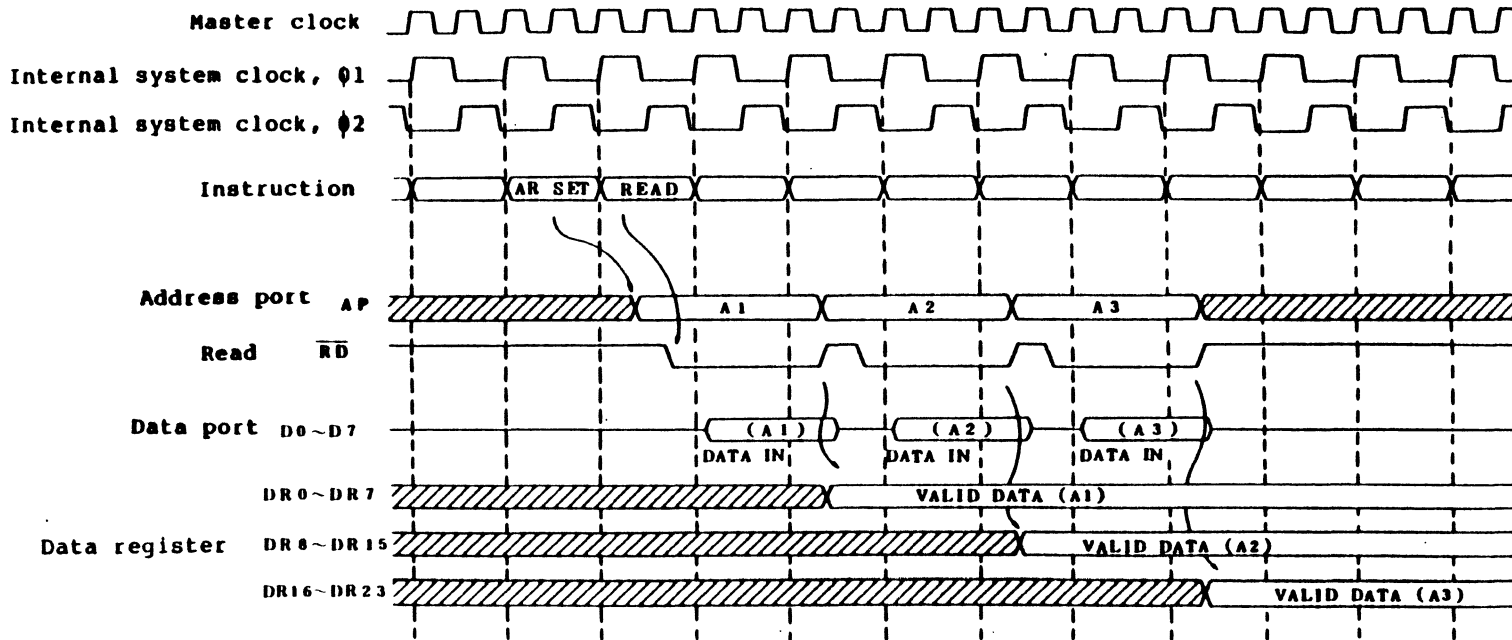 Master clock
Internal system clock, φ1
Internal system clock, φ2
Instruction AR SET READ
Address port AP A1 A2 A3
Read R̅D̅
Data port D0~D7 (A1) (A2) (A3)
DATA IN DATA IN DATA IN
DR0~DR7 VALID DATA (A1)
Data register DR8~DR15 VALID DATA (A2)
DR16~DR23 VALID DATA (A3)